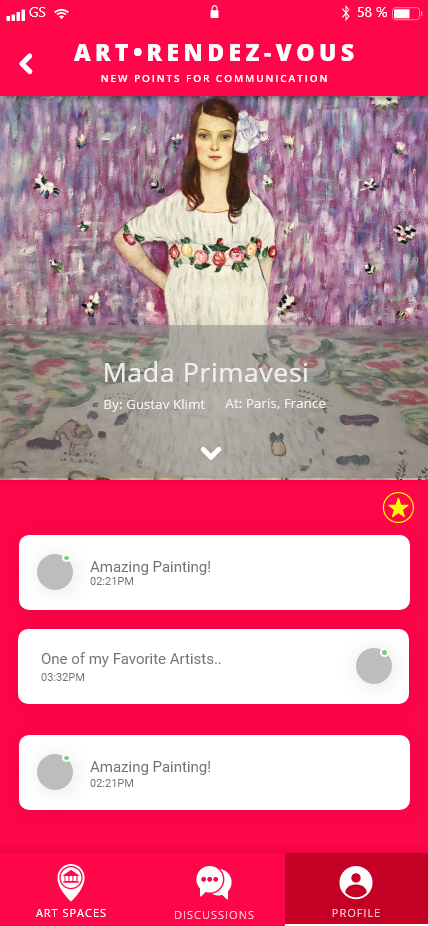 GS 58 %
ART•RENDEZ-VOUS
NEW POINTS FOR COMMUNICATION
Mada Primavesi
By: Gustav Klimt At: Paris, France
Amazing Painting!
02:21PM
One of my Favorite Artists..
03:32PM
Amazing Painting!
02:21PM
ART SPACES DISCUSSIONS PROFILE